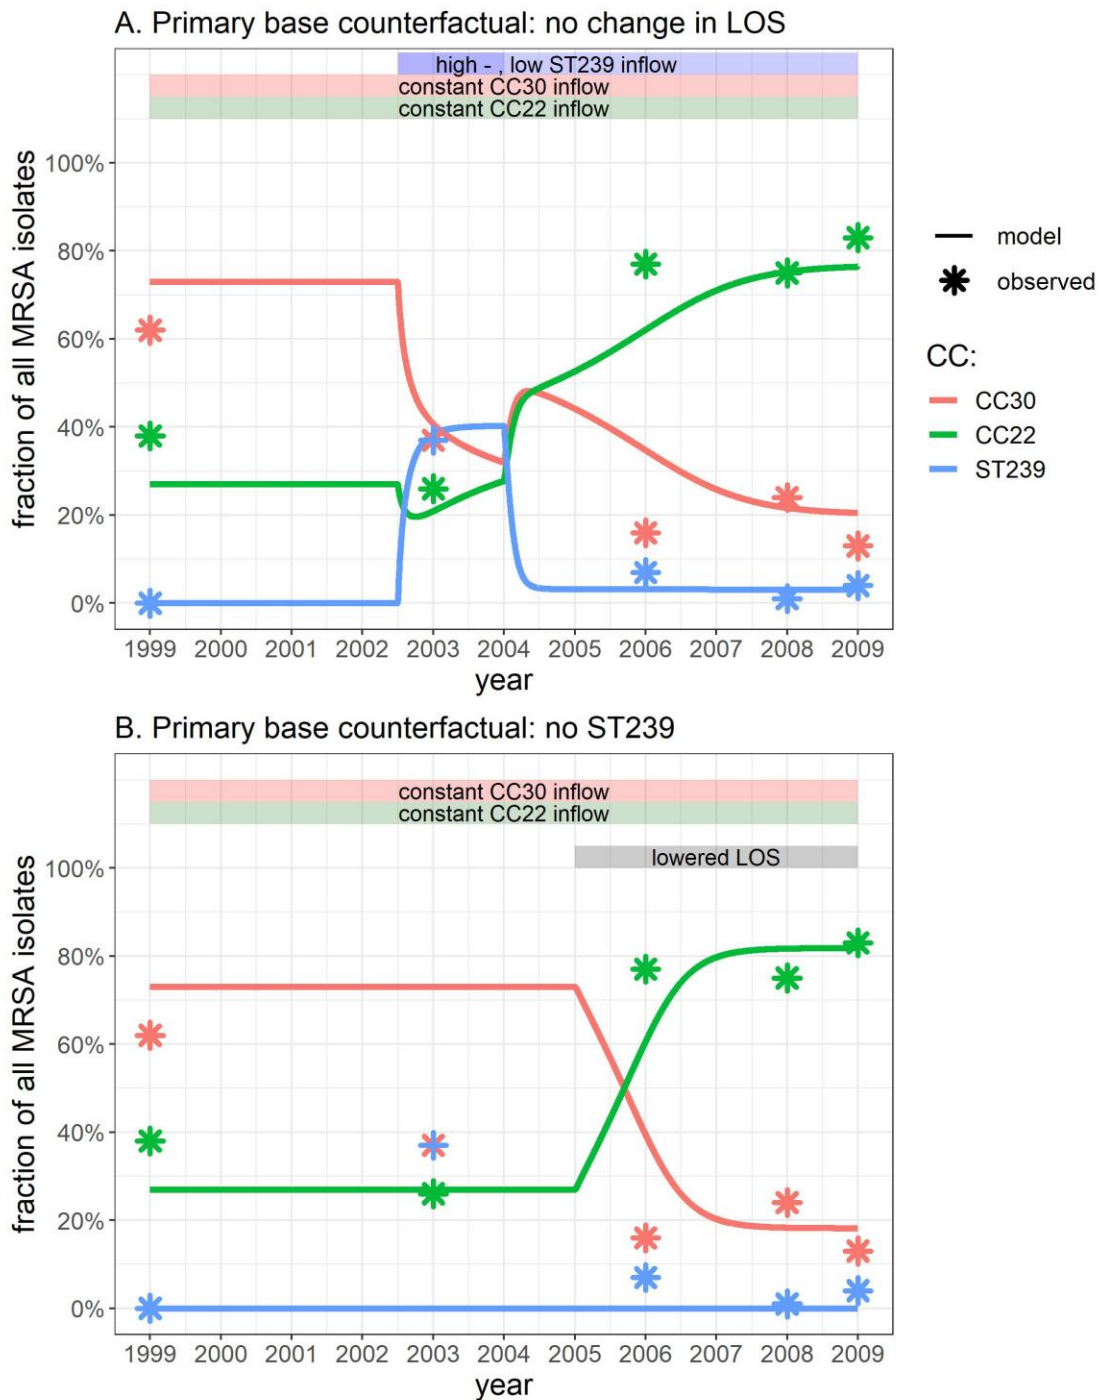 A. Primary base counterfactual: no change in LOS
high - , low ST239 inflow
constant CC30 inflow
constant CC22 inflow
100%
80%
60%
40%
20%
0%
fraction of all MRSA isolates
1999 2000 2001 2002 2003 2004 2005 2006 2007 2008 2009
year
model
observed
CC:
CC30
CC22
ST239
B. Primary base counterfactual: no ST239
constant CC30 inflow
constant CC22 inflow
lowered LOS
100%
80%
60%
40%
20%
0%
fraction of all MRSA isolates
1999 2000 2001 2002 2003 2004 2005 2006 2007 2008 2009
year